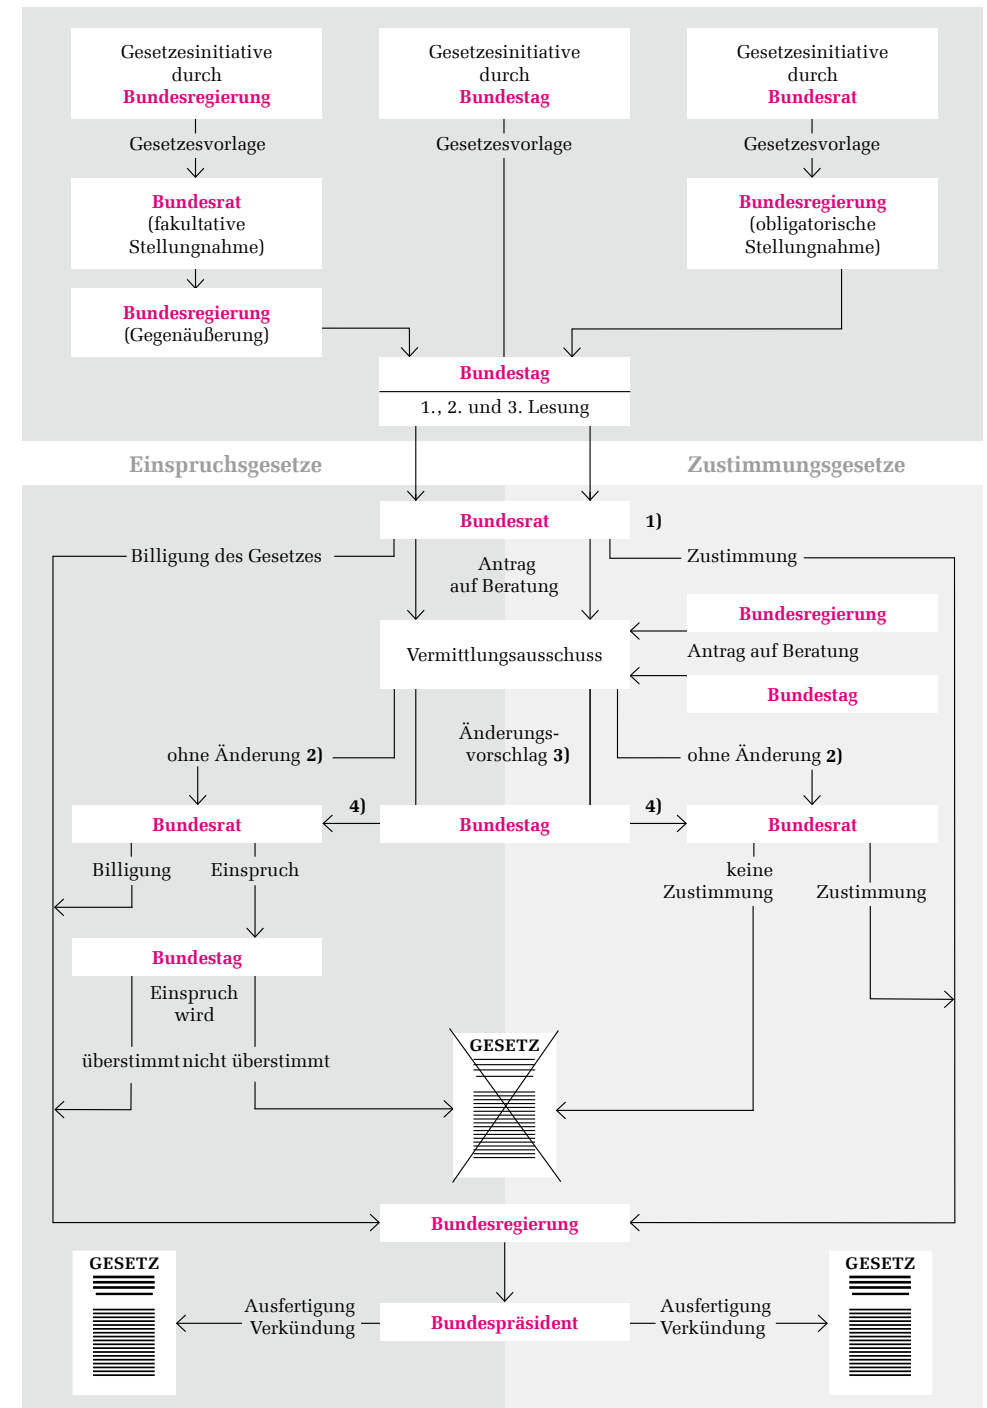 Gesetzesinitiative
durch
Bundesregierung
Gesetzesinitiative
durch
Bundestag
Gesetzesinitiative
durch
Bundesrat
Gesetzesvorlage
Gesetzesvorlage
Gesetzesvorlage
Bundesrat
(fakultative
Stellungnahme)
Bundesregierung
(obligatorische
Stellungnahme)
Bundesregierung
(Gegenäußerung)
Bundestag
1., 2. und 3. Lesung
Einspruchsgesetze
Zustimmungsgesetze
Bundesrat
1)
Billigung des Gesetzes
Antrag
auf Beratung
Zustimmung
Bundesregierung
Vermittlungsausschuss
Antrag auf Beratung
Bundestag
Änderungs-
vorschlag 3)
ohne Änderung 2)
ohne Änderung 2)
4)
4)
Bundesrat
Bundestag
Bundesrat
Billigung
Einspruch
keine
Zustimmung
Zustimmung
Bundestag
Einspruch
wird
überstimmt
nicht überstimmt
GESETZ
Bundesregierung
GESETZ
GESETZ
Ausfertigung
Verkündung
Bundespräsident
Ausfertigung
Verkündung